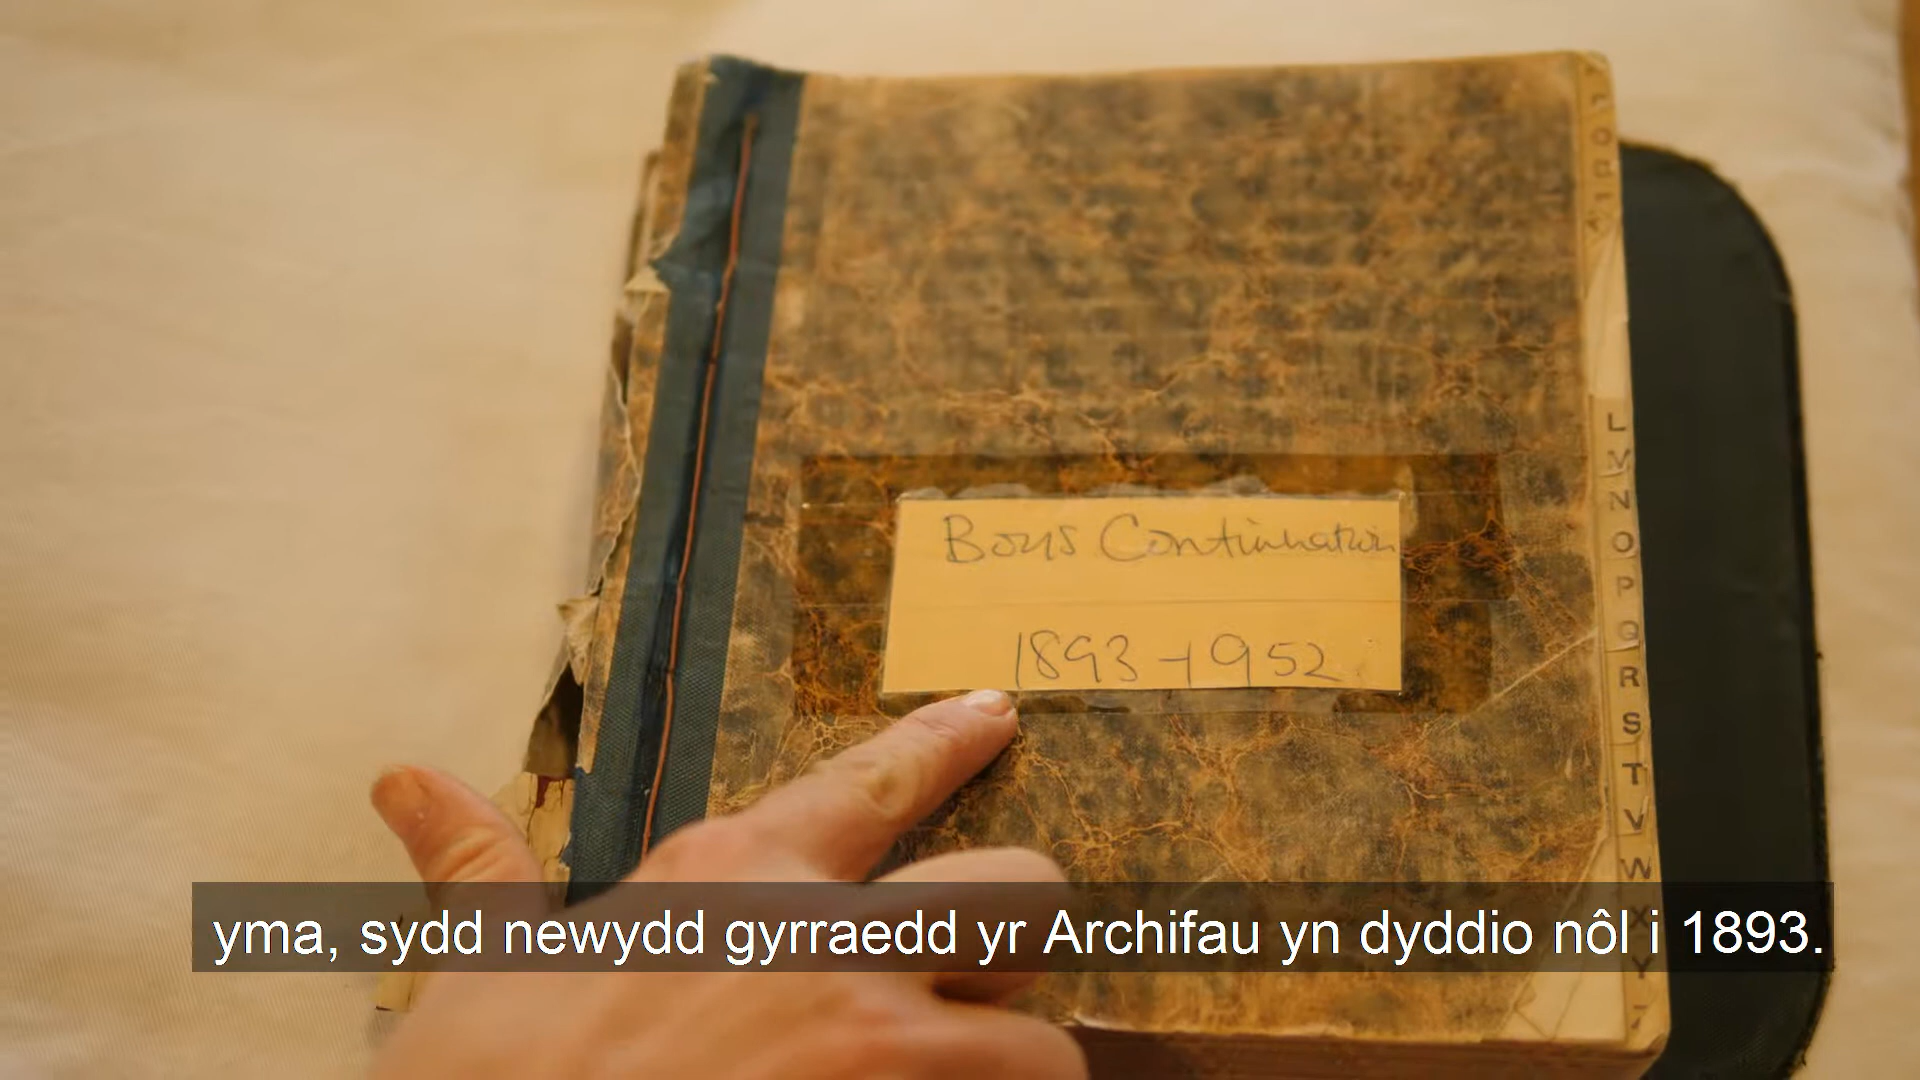 Boys Continuation
1893-1952
L
M
N
O
P
Q
R
S
T
V
W
X
Y
Z
yma, sydd newydd gyrraedd yr Archifau yn dyddio nôl i 1893.